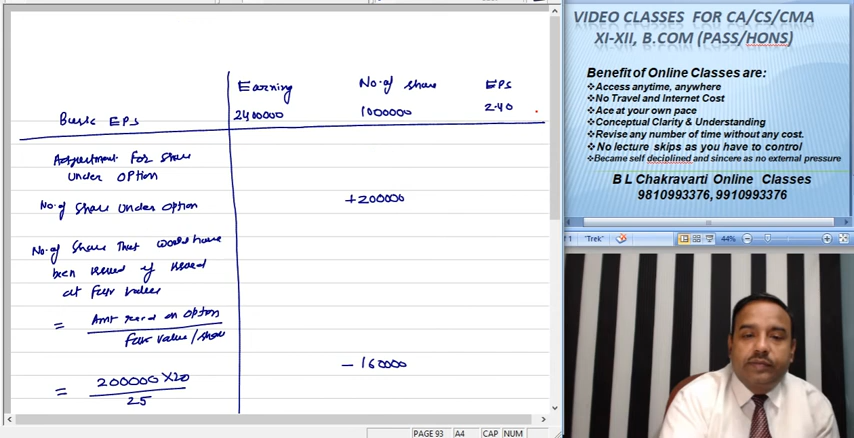 Earning No. of share EPS
Basic EPS 2400000 1000000 2.40
Adjustment for share
under option
No. of share under option +200000
No. of share that would have
been issued if issued
at fair value
= Amt recd on option
fair value/share
= 200000 X 20 - 160000
25
VIDEO CLASSES FOR CA/CS/CMA
XI-XII, B.COM (PASS/HONS)
Benefit of Online Classes are:
❖Access anytime, anywhere
❖No Travel and Internet Cost
❖Ace at your own pace
❖Conceptual Clarity & Understanding
❖Revise any number of time without any cost.
❖No lecture skips as you have to control
❖Became self deciplined and sincere as no external pressure
B L Chakravarti Online Classes
9810993376, 9910993376
f 1 "Trek" 44%
PAGE 93 A4 CAP NUM